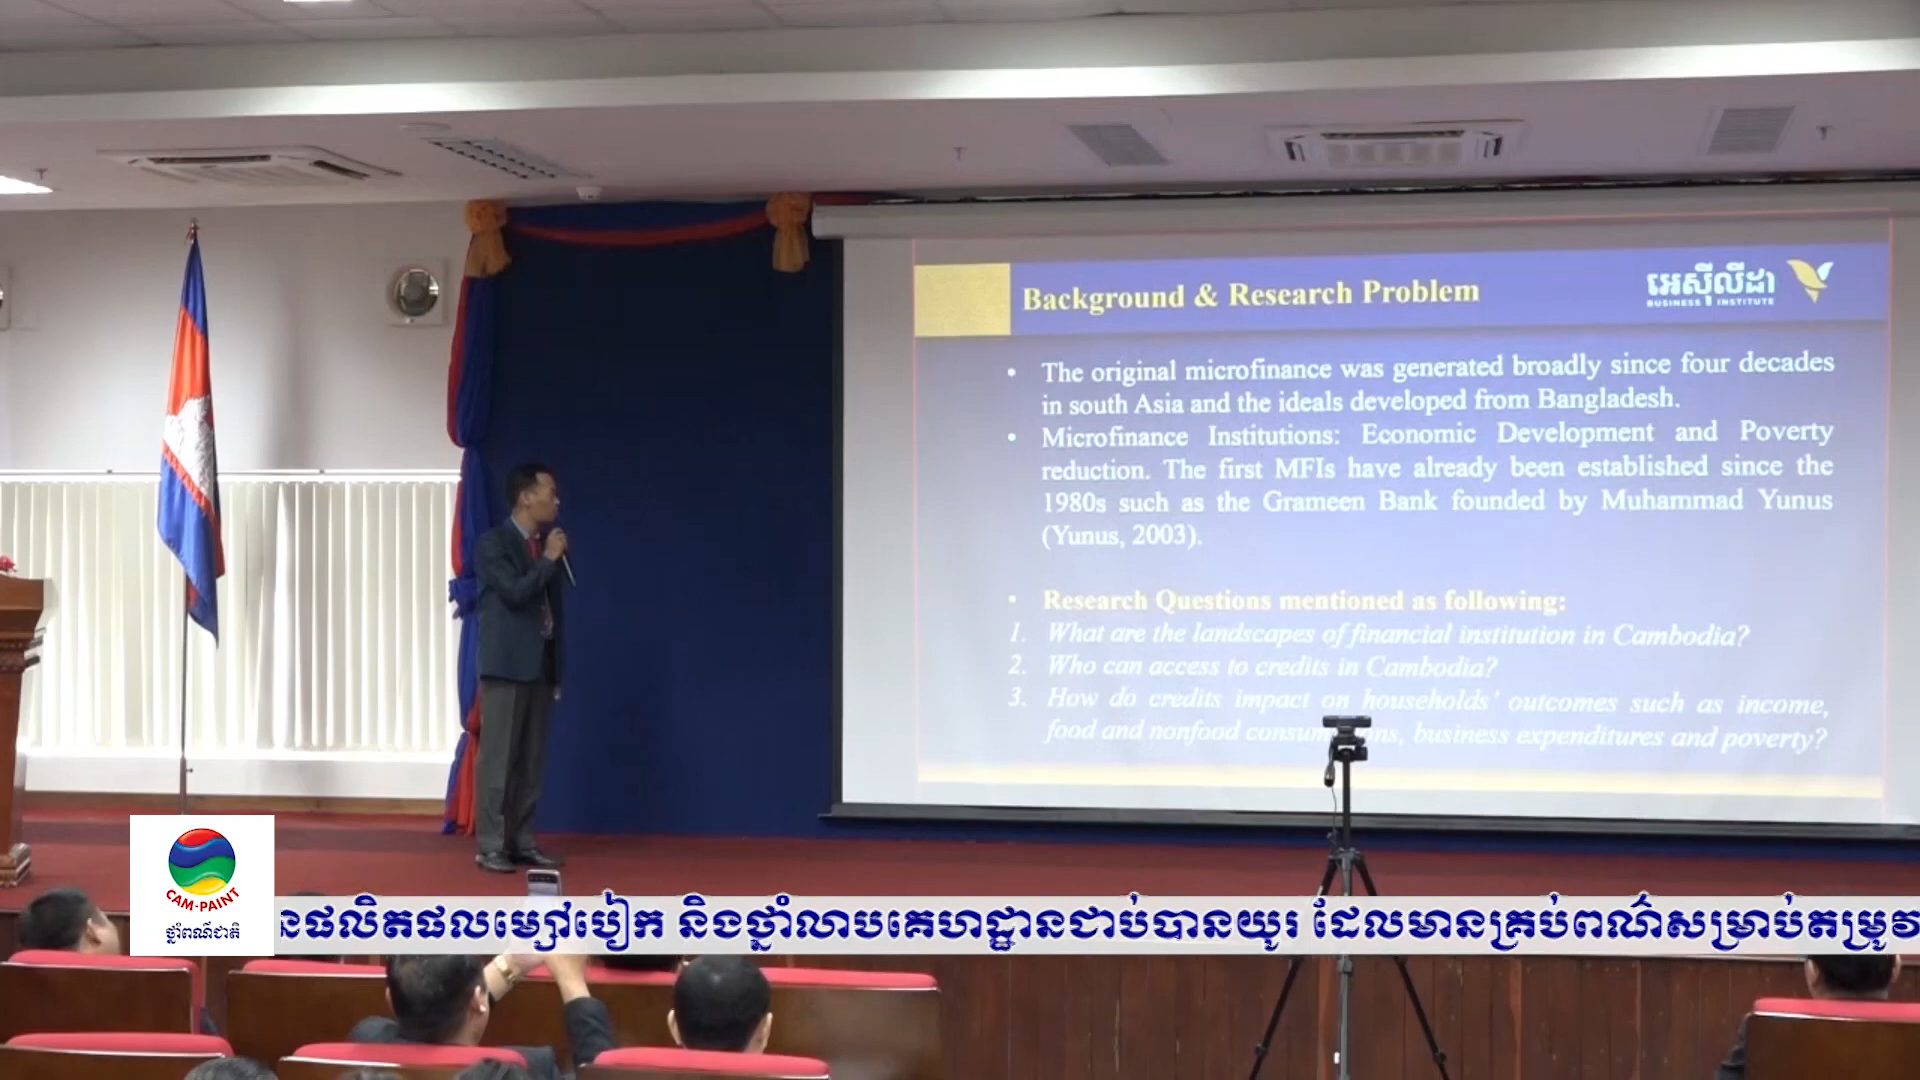 Background & Research Problem
អេស៊ីលីដា
BUSINESS INSTITUTE
• The original microfinance was generated broadly since four decades
in south Asia and the ideals developed from Bangladesh.
• Microfinance Institutions: Economic Development and Poverty
reduction. The first MFIs have already been established since the
1980s such as the Grameen Bank founded by Muhammad Yunus
(Yunus, 2003).
• Research Questions mentioned as following:
1. What are the landscapes of financial institution in Cambodia?
2. Who can access to credits in Cambodia?
3. How do credits impact on households' outcomes such as income,
food and nonfood business expenditures and poverty?
CAM-PAINT
ថ្នាំពណ៌ជាតិ
នផលិតផលម្សៅបៀក និងថ្នាំលាបគេហដ្ឋានជាប់បានយូរ ដែលមានគ្រប់ពណ៌សម្រាប់តម្រូវ